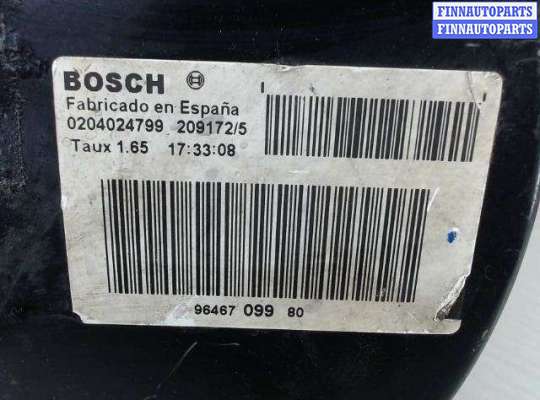 FINNAUTOPARTS
FINNAUTOPARTS
BOSCH
Fabricado en España
0204024799 209172/5
Taux 1.65 17:33:08
96467 099 80